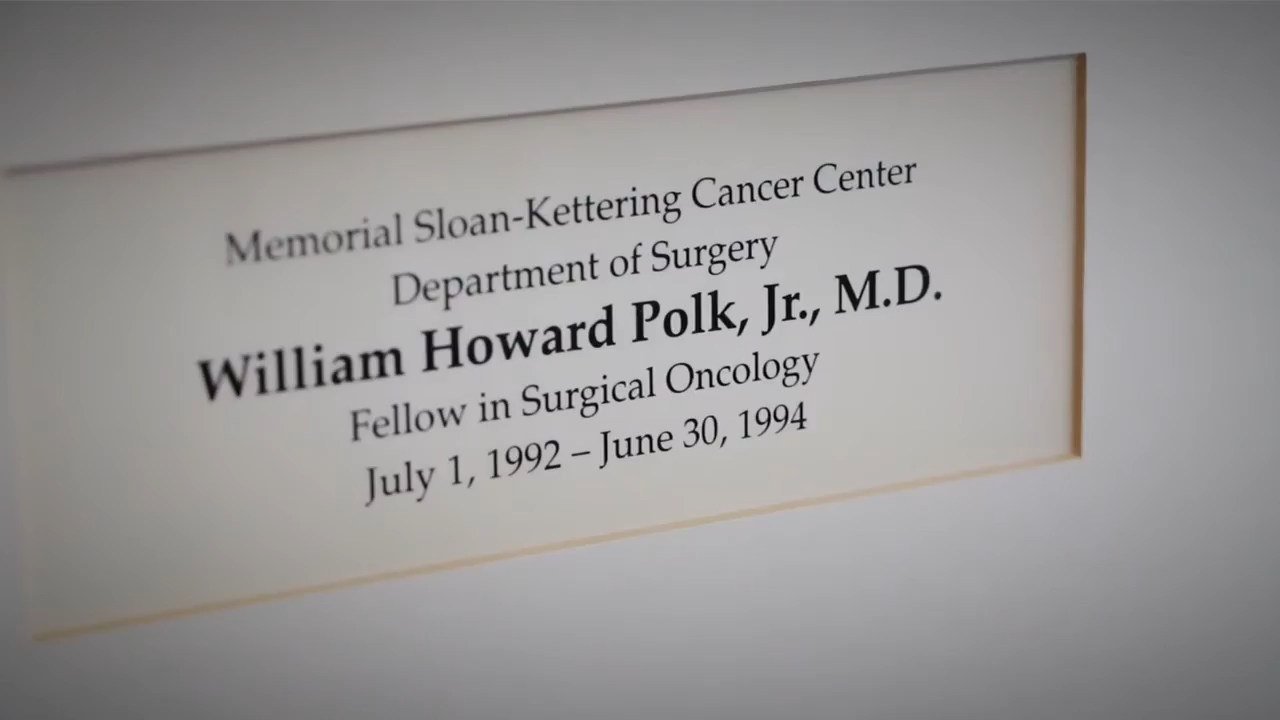 Memorial Sloan-Kettering Cancer Center
Department of Surgery
William Howard Polk, Jr., M.D.
Fellow in Surgical Oncology
July 1, 1992 – June 30, 1994